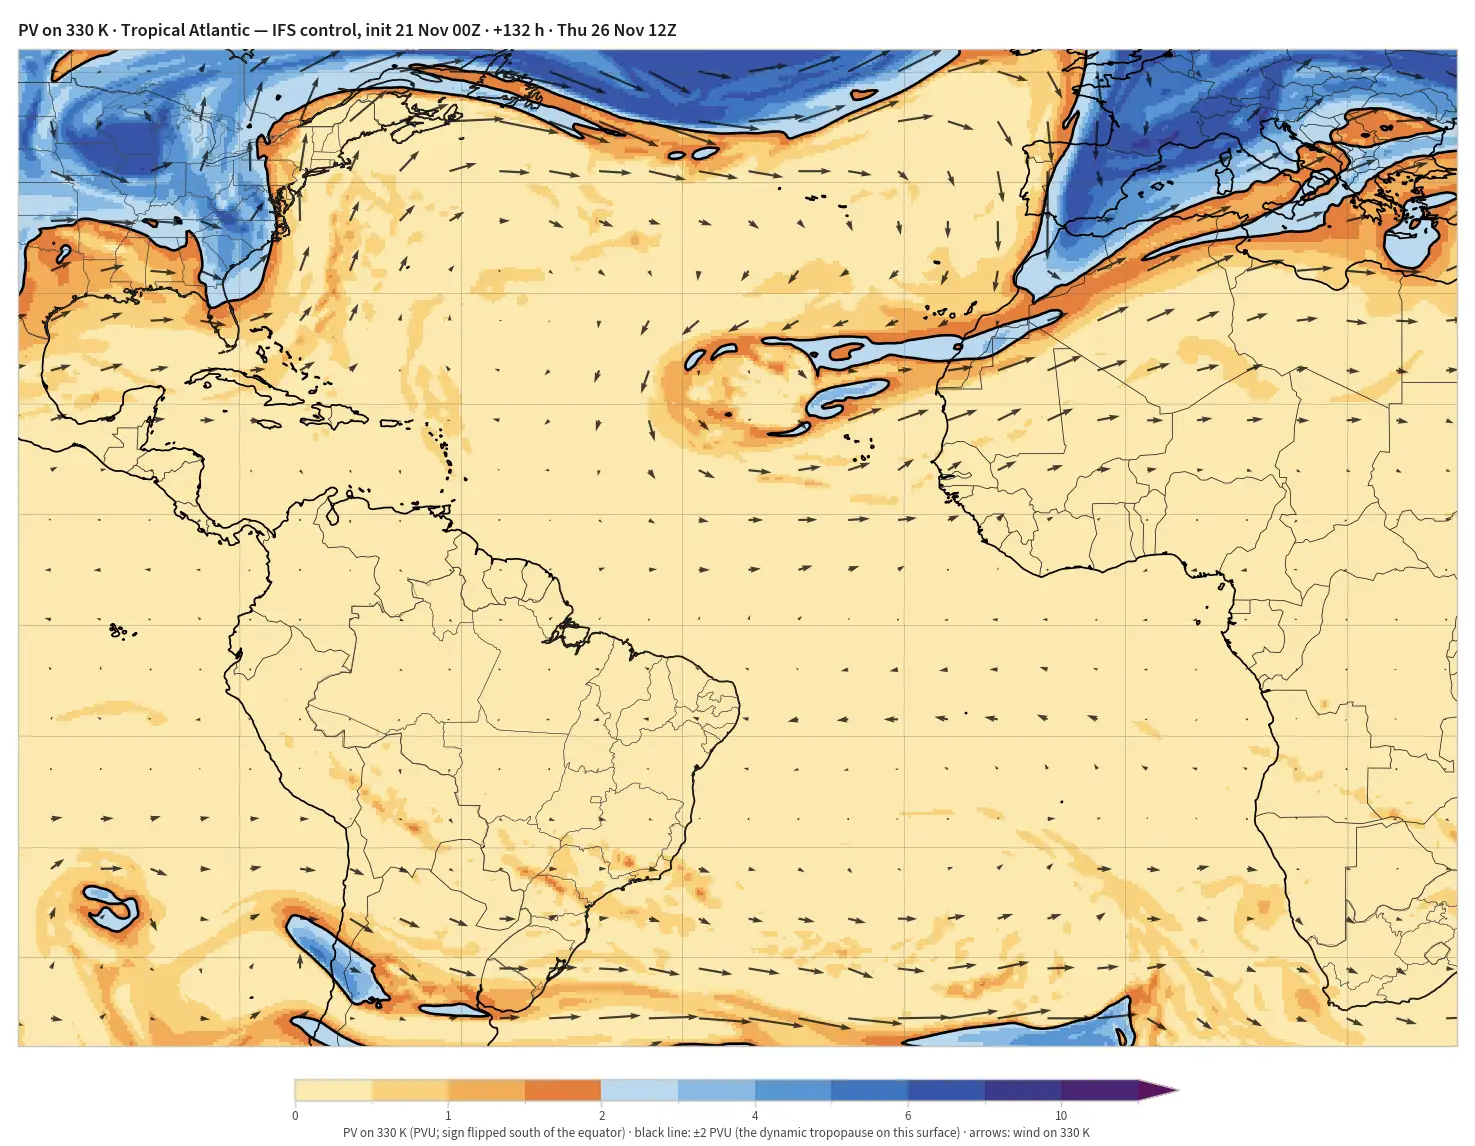 PV on 330 K · Tropical Atlantic — IFS control, init 21 Nov 00Z · +132 h · Thu 26 Nov 12Z
0 1 2 4 6 8 10
PV on 330 K (PVU; sign flipped south of the equator) · black line: ±2 PVU (the dynamic tropopause on this surface) · arrows: wind on 330 K